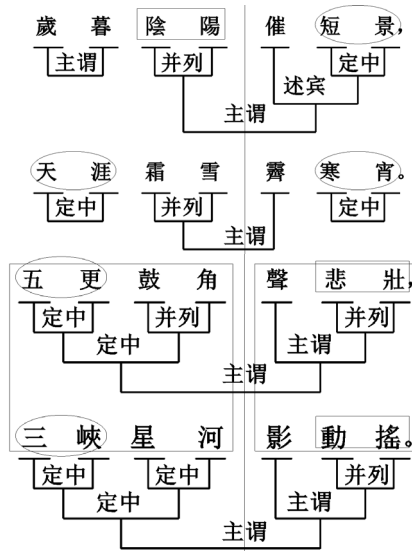 歲暮陰陽催短景，
主谓 并列 定中
述宾
主谓
天涯霜雪霽寒宵。
定中 并列 定中
主谓
五更鼓角聲悲壯，
定中 并列 并列
定中 主谓
主谓
三峽星河影動搖。
定中 定中 并列
定中 主谓
主谓